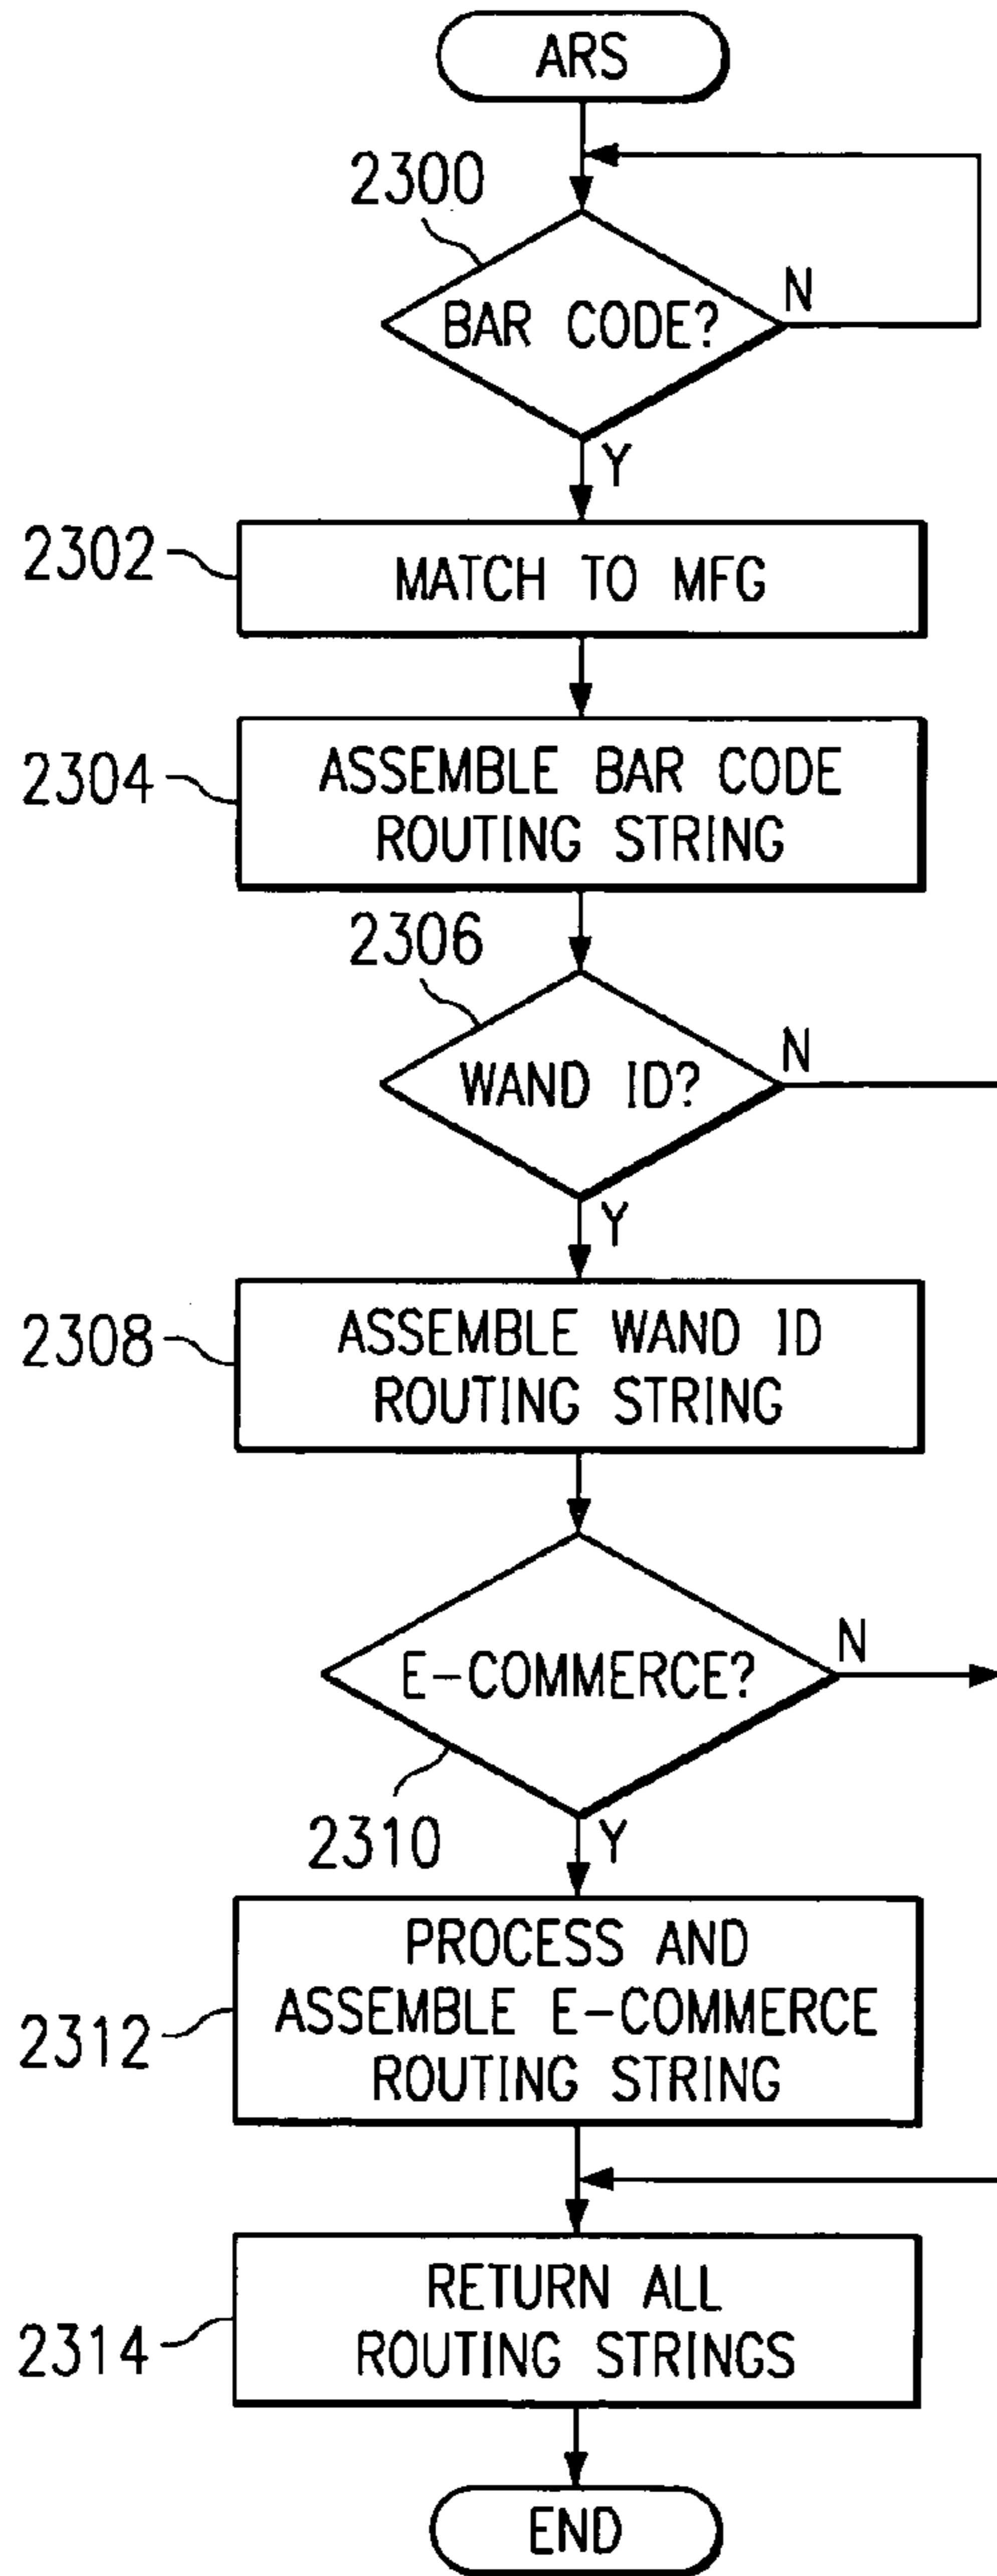 ARS
2300
BAR CODE?
N
Y
2302
MATCH TO MFG
2304
ASSEMBLE BAR CODE
ROUTING STRING
2306
WAND ID?
N
Y
2308
ASSEMBLE WAND ID
ROUTING STRING
E-COMMERCE?
N
2310
Y
2312
PROCESS AND
ASSEMBLE E-COMMERCE
ROUTING STRING
2314
RETURN ALL
ROUTING STRINGS
END